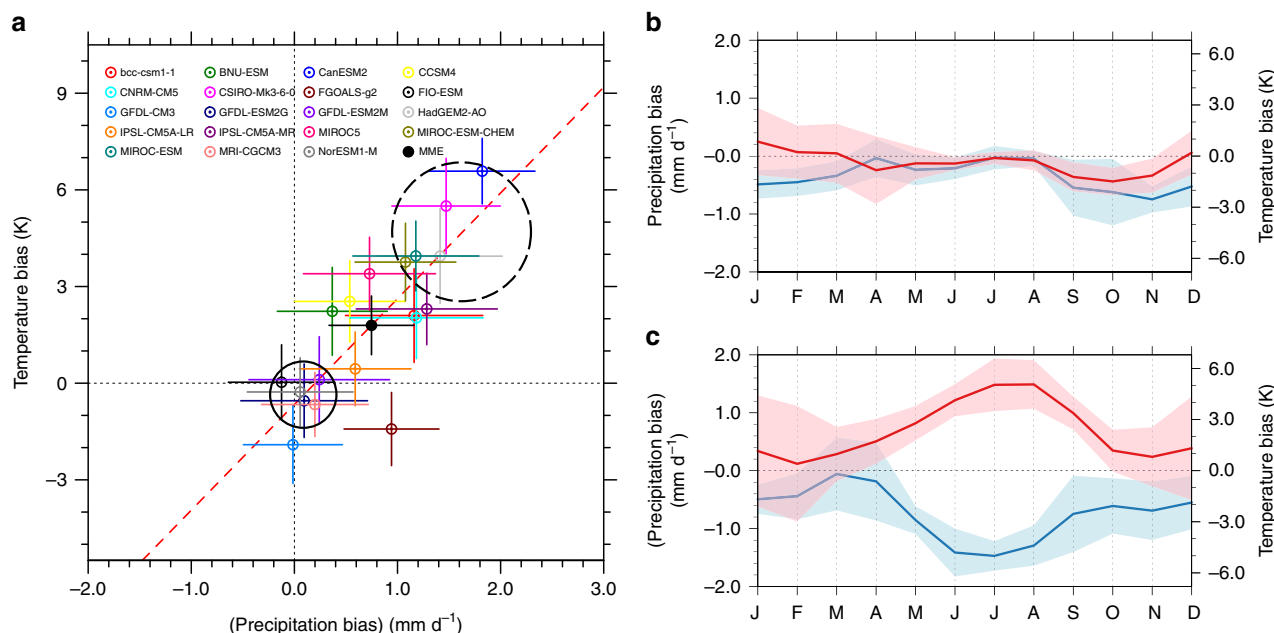 a
Temperature bias (K)
9
6
3
0
−3
bcc-csm1-1
BNU-ESM
CanESM2
CCSM4
CNRM-CM5
CSIRO-Mk3-6-0
FGOALS-g2
FIO-ESM
GFDL-CM3
GFDL-ESM2G
GFDL-ESM2M
HadGEM2-AO
IPSL-CM5A-LR
IPSL-CM5A-MR
MIROC5
MIROC-ESM-CHEM
MIROC-ESM
MRI-CGCM3
NorESM1-M
MME
−2.0 −1.0 0.0 1.0 2.0 3.0
(Precipitation bias) (mm d−1)
b
Precipitation bias
(mm d−1)
2.0
1.0
−0.0
−1.0
−2.0
6.0
3.0
0.0
−3.0
−6.0
Temperature bias (K)
J F M A M J J A S O N D
c
(Precipitation bias)
(mm d−1)
2.0
1.0
−0.0
−1.0
−2.0
6.0
3.0
0.0
−3.0
−6.0
Temperature bias (K)
J F M A M J J A S O N D